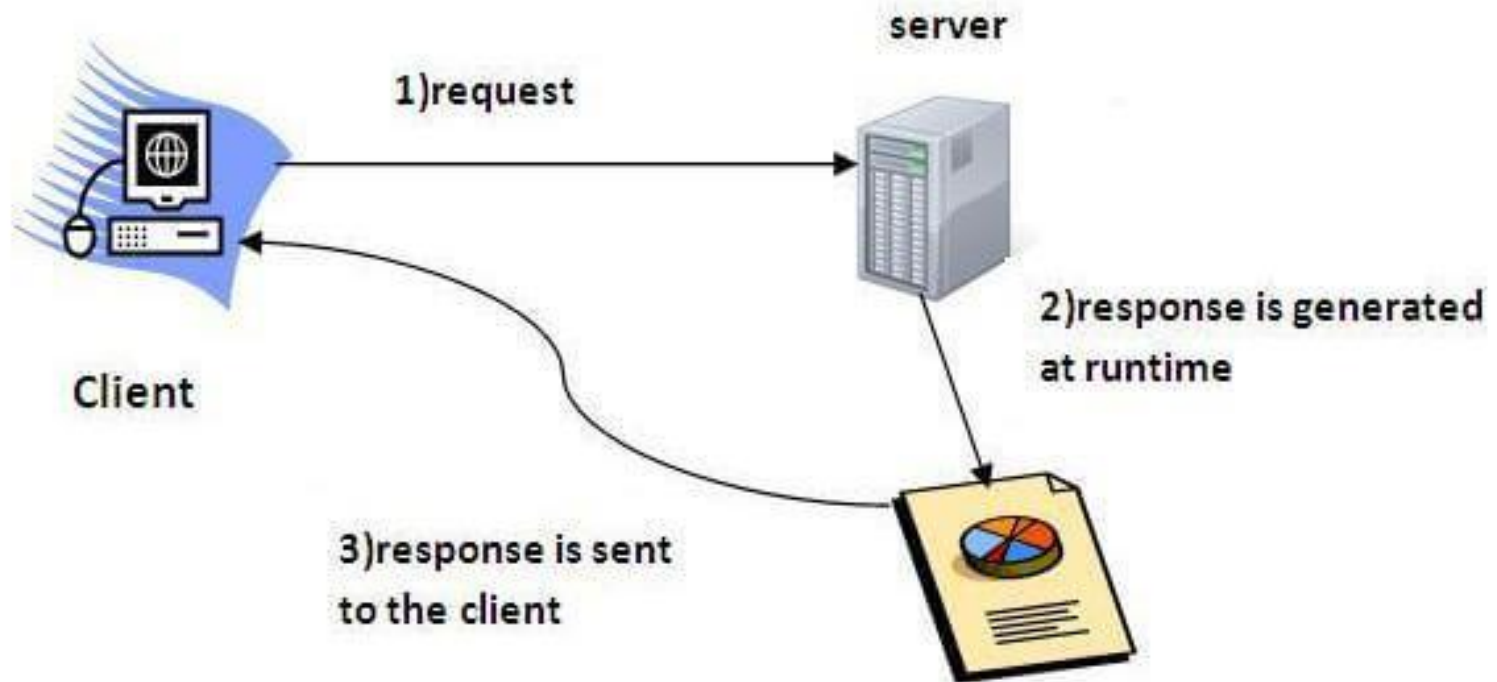 server
1)request
2)response is generated
at runtime
Client
3)response is sent
to the client